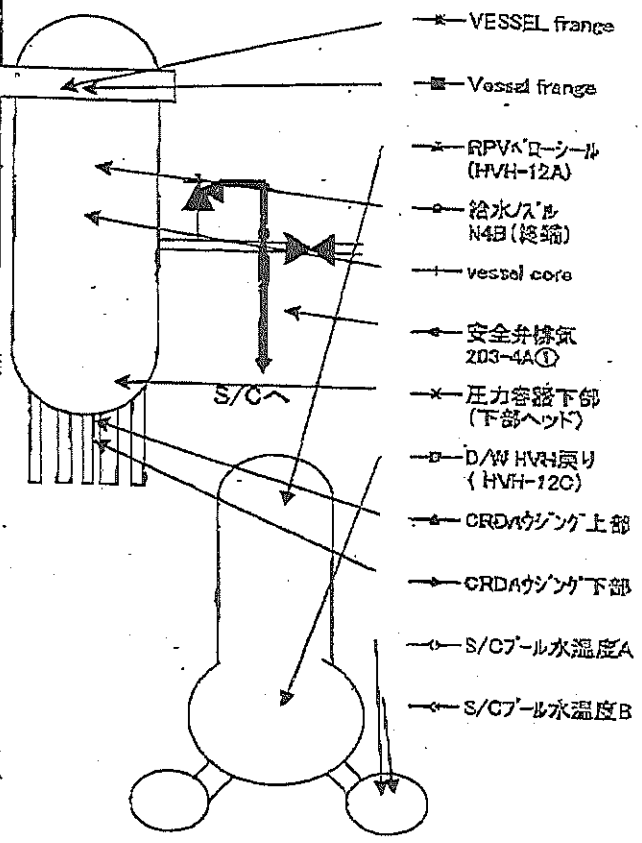 VESSEL frange
Vessel frange
RPVベローシール
(HVH-12A)
給水ノズル
N4B(終端)
vessel core
安全弁排気
203-4A①
圧力容器下部
(下部ヘッド)
D/W HVH戻り
( HVH-12C)
CRDハウジング上部
CRDハウジング下部
S/Cプール水温度A
S/Cプール水温度B
S/Cへ